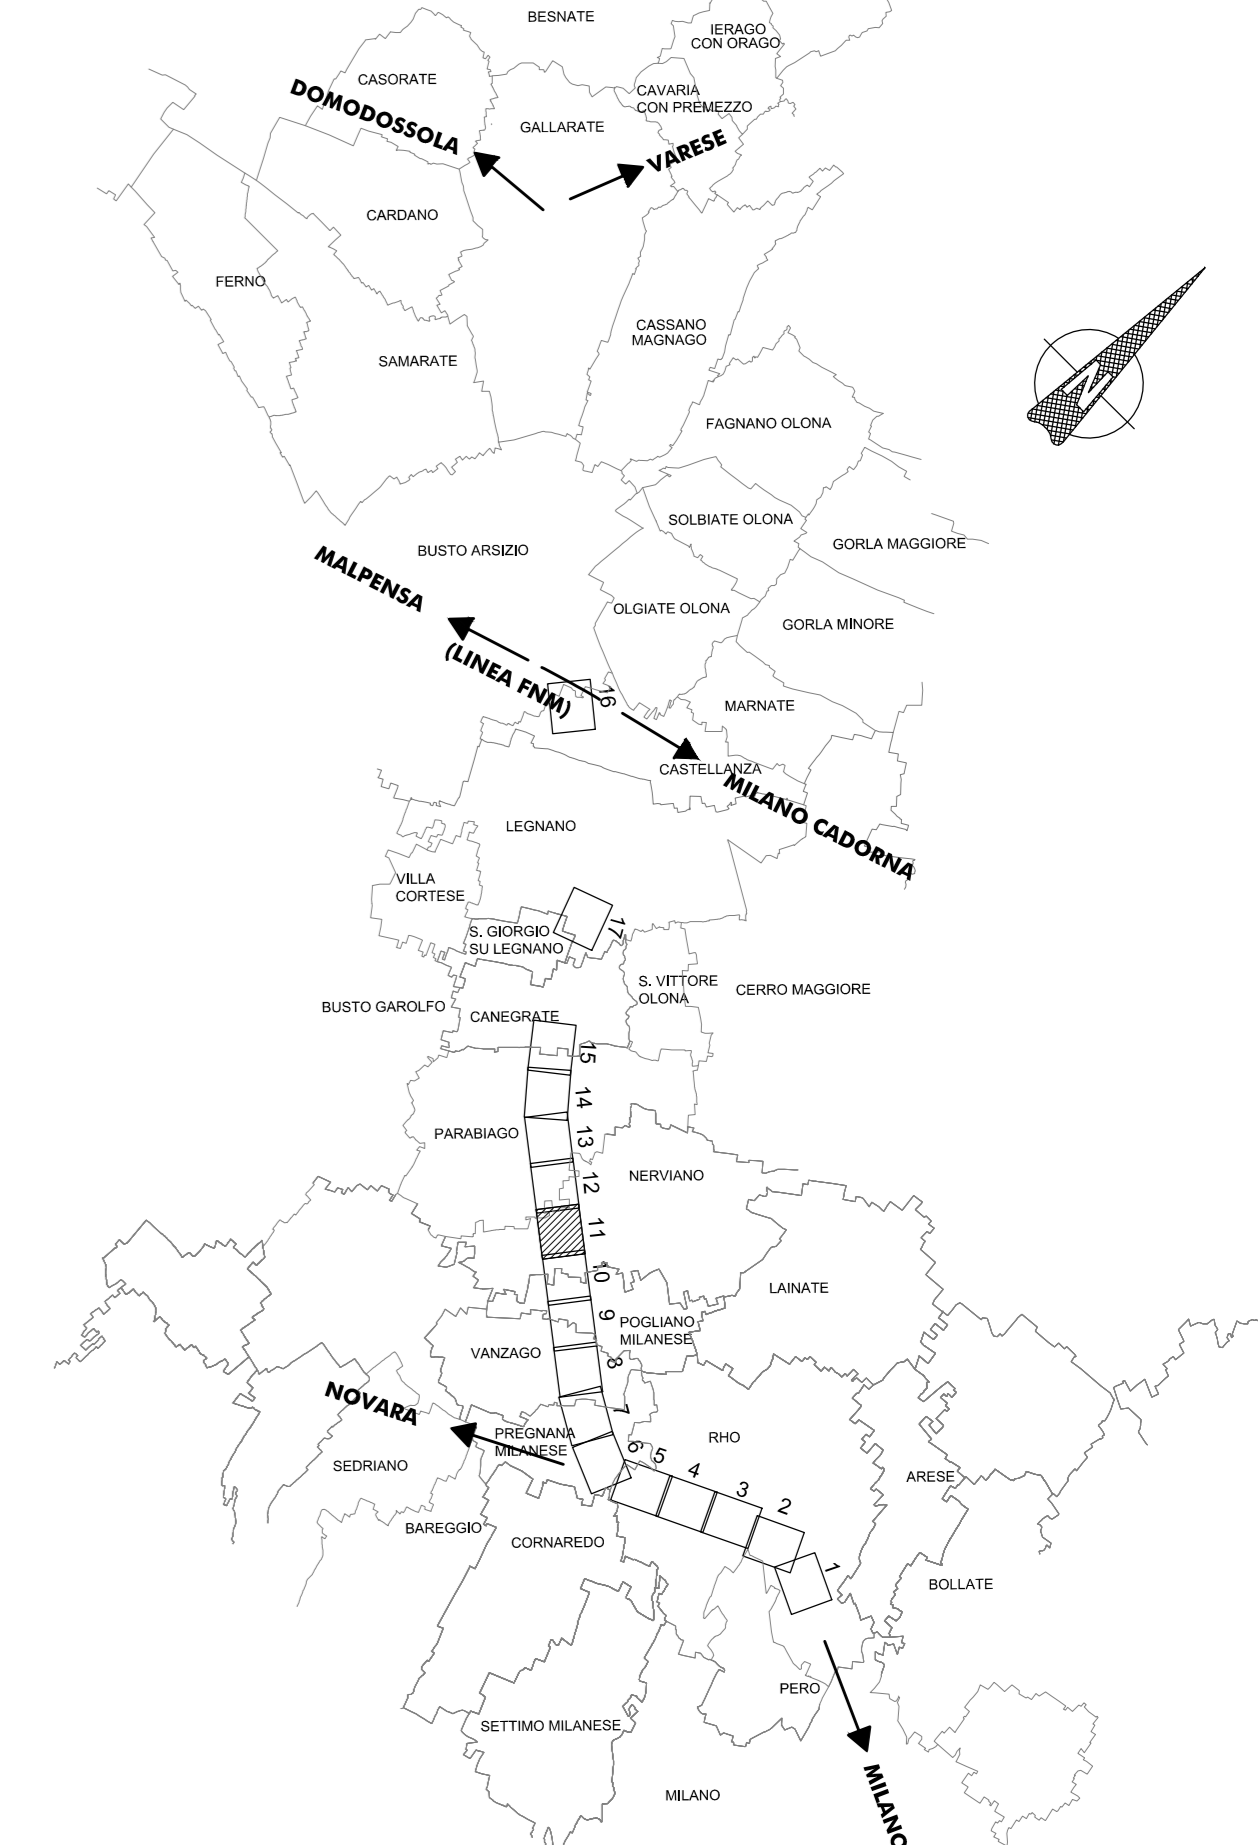 BESNATE
IERAGO
CON ORAGO
CASORATE
DOMODOSSOLA
CAVARIA
CON PREMEZZO
GALLARATE
VARESE
CARDANO
FERNO
CASSANO
MAGNAGO
SAMARATE
N
FAGNANO OLONA
SOLBIATE OLONA
GORLA MAGGIORE
BUSTO ARSIZIO
MALPENSA
OLGIATE OLONA
GORLA MINORE
(LINEA FNM)
16
MARNATE
CASTELLANZA
MILANO CADORNA
LEGNANO
VILLA
CORTESE
17
S. GIORGIO
SU LEGNANO
S. VITTORE
OLONA
CERRO MAGGIORE
BUSTO GAROLFO
CANEGRATE
15
14
PARABIAGO
13
NERVIANO
12
11
10
LAINATE
9
POGLIANO
MILANESE
VANZAGO
8
NOVARA
7
PREGNANA
MILANESE
RHO
6
5
4
3
2
1
SEDRIANO
ARESE
BAREGGIO
CORNAREDO
BOLLATE
PERO
SETTIMO MILANESE
MILANO
MILANO